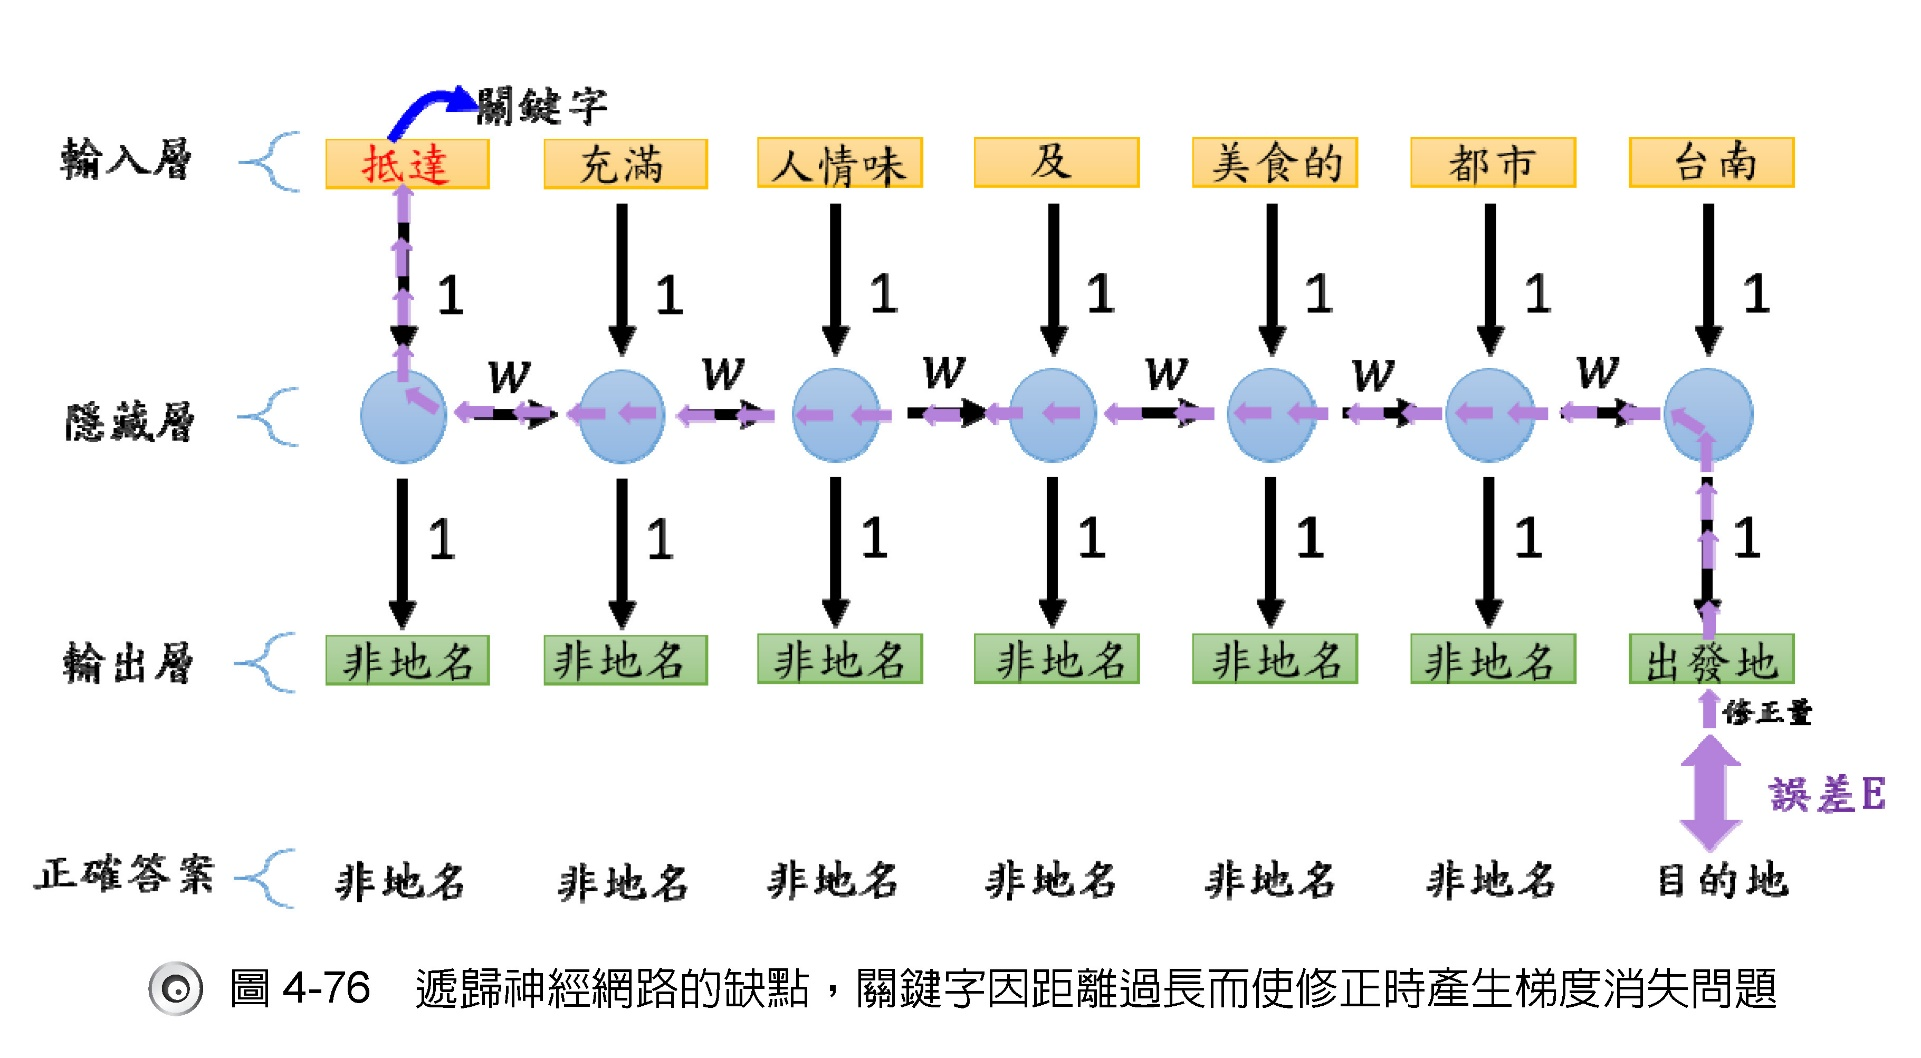 關鍵字
輸入層 抵達 充滿 人情味 及 美食的 都市 台南
1 1 1 1 1 1 1
w w w w w w
隱藏層
1 1 1 1 1 1 1
輸出層 非地名 非地名 非地名 非地名 非地名 非地名 出發地
修正量
誤差E
正確答案 非地名 非地名 非地名 非地名 非地名 非地名 目的地
圖 4-76 遞歸神經網路的缺點，關鍵字因距離過長而使修正時產生梯度消失問題